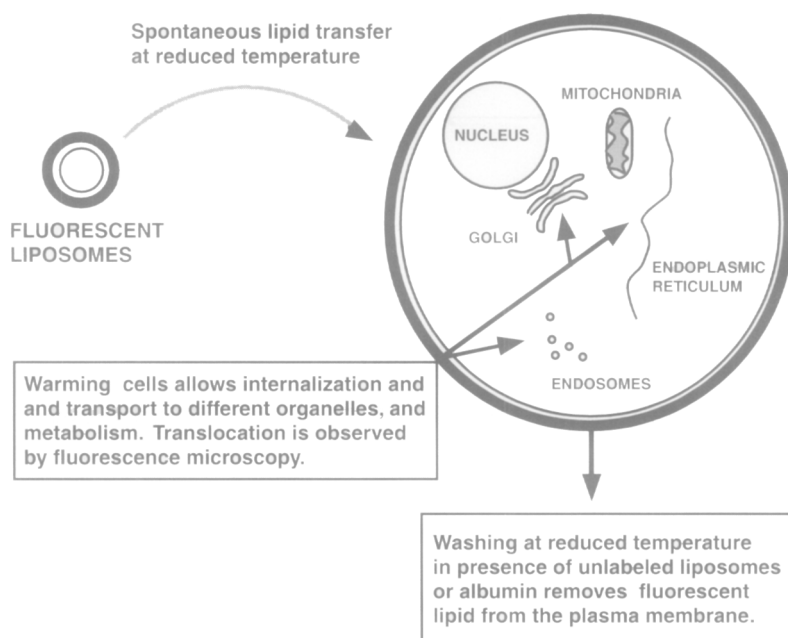 Spontaneous lipid transfer
at reduced temperature
MITOCHONDRIA
NUCLEUS
FLUORESCENT
LIPOSOMES
GOLGI
ENDOPLASMIC
RETICULUM
ENDOSOMES
Warming cells allows internalization and
and transport to different organelles, and
metabolism. Translocation is observed
by fluorescence microscopy.
Washing at reduced temperature
in presence of unlabeled liposomes
or albumin removes fluorescent
lipid from the plasma membrane.